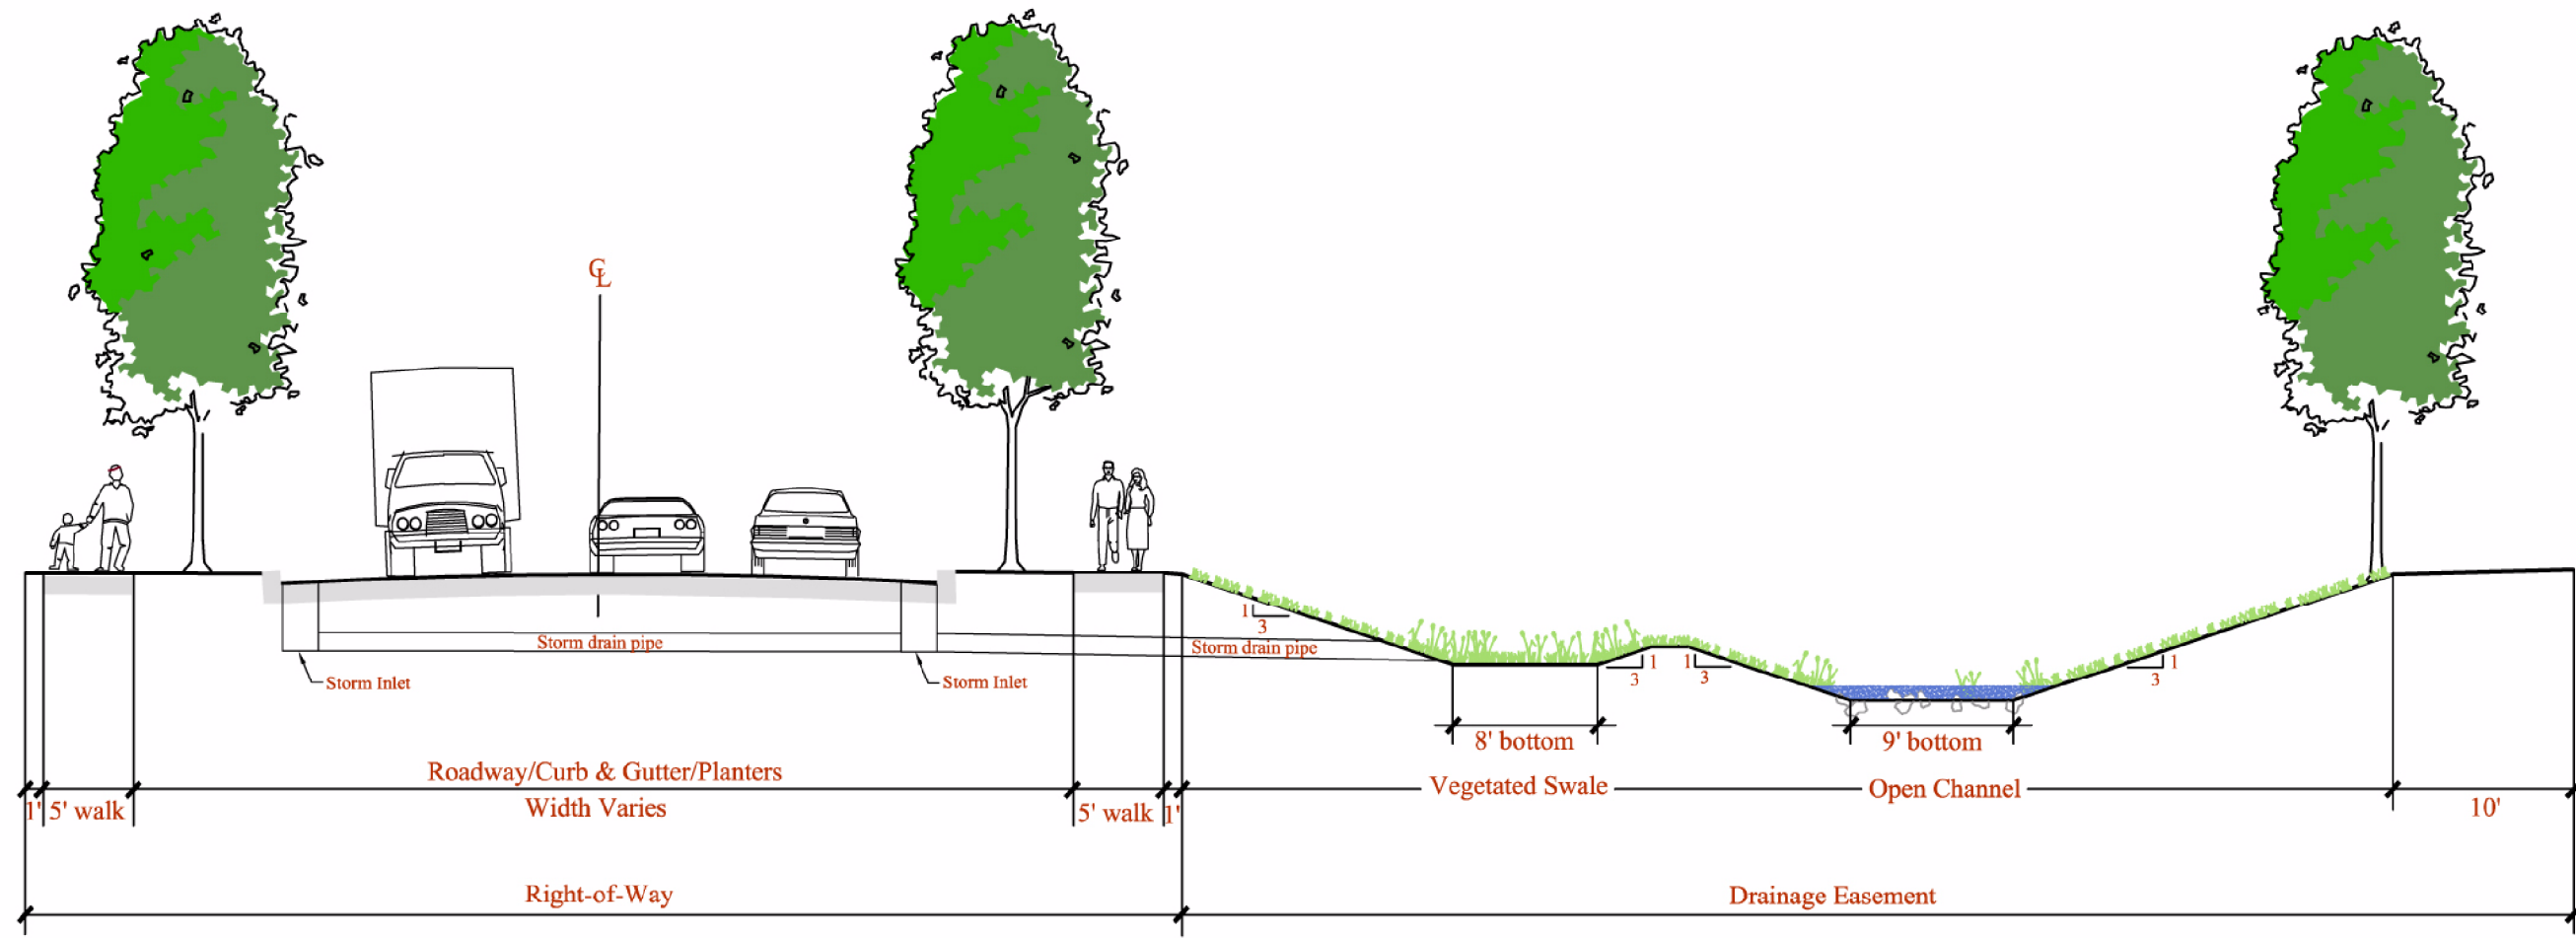 ℄
1
3
Storm drain pipe
Storm drain pipe
Storm Inlet
Storm Inlet
1
3
1
3
1
3
8' bottom
9' bottom
Roadway/Curb & Gutter/Planters
Width Varies
1'
5' walk
5' walk
1'
Vegetated Swale
Open Channel
10'
Right-of-Way
Drainage Easement